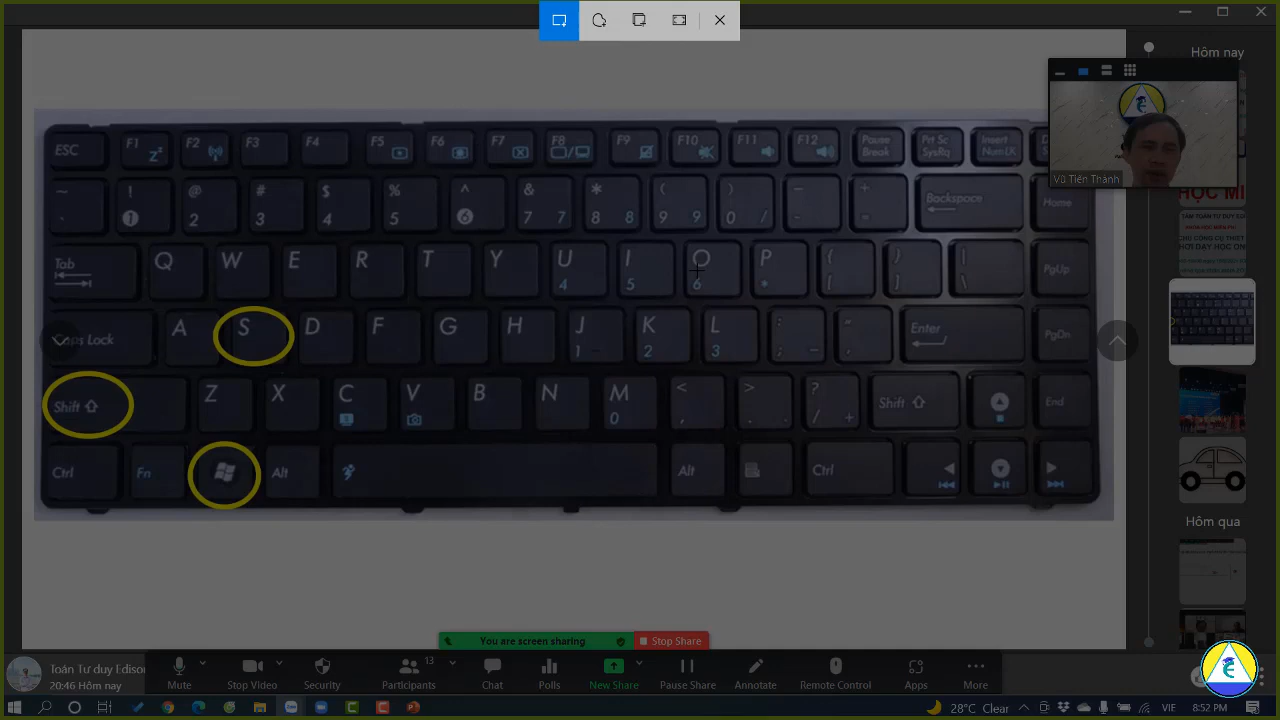 Hôm nay
Vũ Tiến Thành
HỌC MI
ESC F1 F2 F3 F4 F5 F6 F7 F8 F9 F10 F11 F12 Pause Break Prt Sc SysRq Insert Num LK
~ ! 1 @ 2 # 3 $ 4 % 5 ^ 6 & 7 7 * 8 8 ( 9 9 ) 0 / - + = Backspace Home
Tab Q W E R T Y U 4 I 5 O 6 P * { [ } ] | \ PgUp
Caps Lock A S D F G H J 1 K 2 L 3 : ; - " ' Enter PgDn
Shift Z X C V B N M 0 < , > . ? / + Shift End
Ctrl Fn Alt Alt Ctrl
Hôm qua
You are screen sharing Stop Share
Toán Tư duy Edison
20:46 Hôm nay
13
Mute Stop Video Security Participants Chat Polls New Share Pause Share Annotate Remote Control Apps More
28°C Clear VIE 8:52 PM